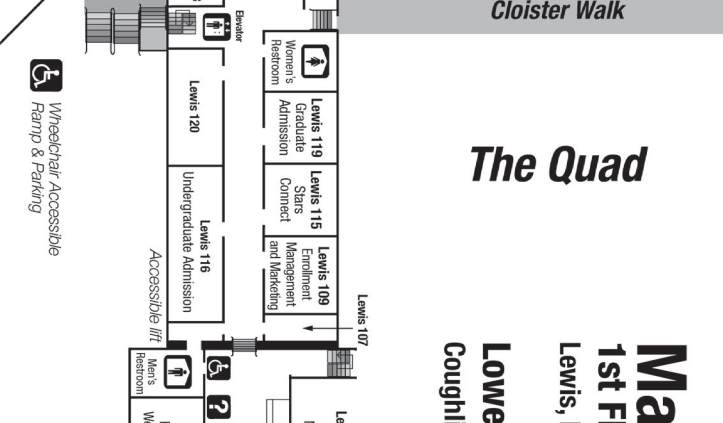 Cloister Walk
Elevator
Women's
Restroom
Lewis 120
Lewis 119
Graduate
Admission
Wheelchair Accessible
Ramp & Parking
The Quad
Lewis 116
Undergraduate Admission
Lewis 115
Stars
Connect
Lewis 109
Enrollment
Management
and Marketing
Accessible lift
Lewis 107
Men's
Restroom
?
Ma
1st Fl
Lewis,
Lowe
Coughli
We
Le